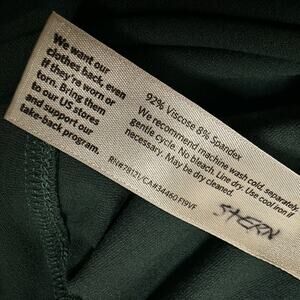 We want our
clothes back, even
if they're worn or
torn. Bring them
to our US stores
and support our
take-back program.
92% Viscose 8% Spandex
We recommend machine wash cold, separately,
gentle cycle. No bleach. Line dry. Use cool iron if
necessary. May be dry cleaned.
RN#78121/CA#34460 F19VF
STERN